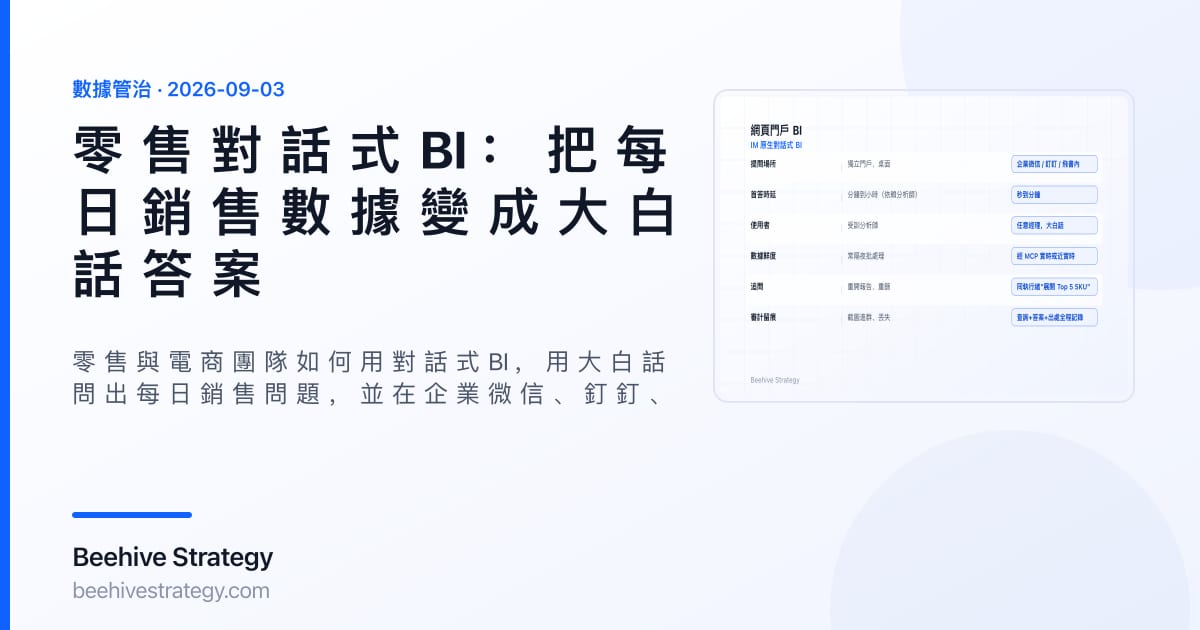 數據管治 · 2026-09-03
零售對話式 BI： 把每
日銷售數據變成大白
話答案
零售與電商團隊如何用對話式 BI， 用大白話
問出每日銷售問題，並在企業微信、釘釘、
Beehive Strategy
beehivestrategy.com
網頁門戶 BI
IM 原生對話式 BI
提問場所 獨立門戶、桌面 企業微信 / 釘釘 / 飛書內
首答時延 分鐘到小時（依賴分析師） 秒到分鐘
使用者 受訓分析師 任意經理，大白話
數據鮮度 常隔夜批處理 經 MCP 實時或近實時
追問 重開報告、重篩 同執行緒"展開 Top 5 SKU"
審計留痕 截圖進群、丟失 查詢+答案+出處全程記錄
Beehive Strategy